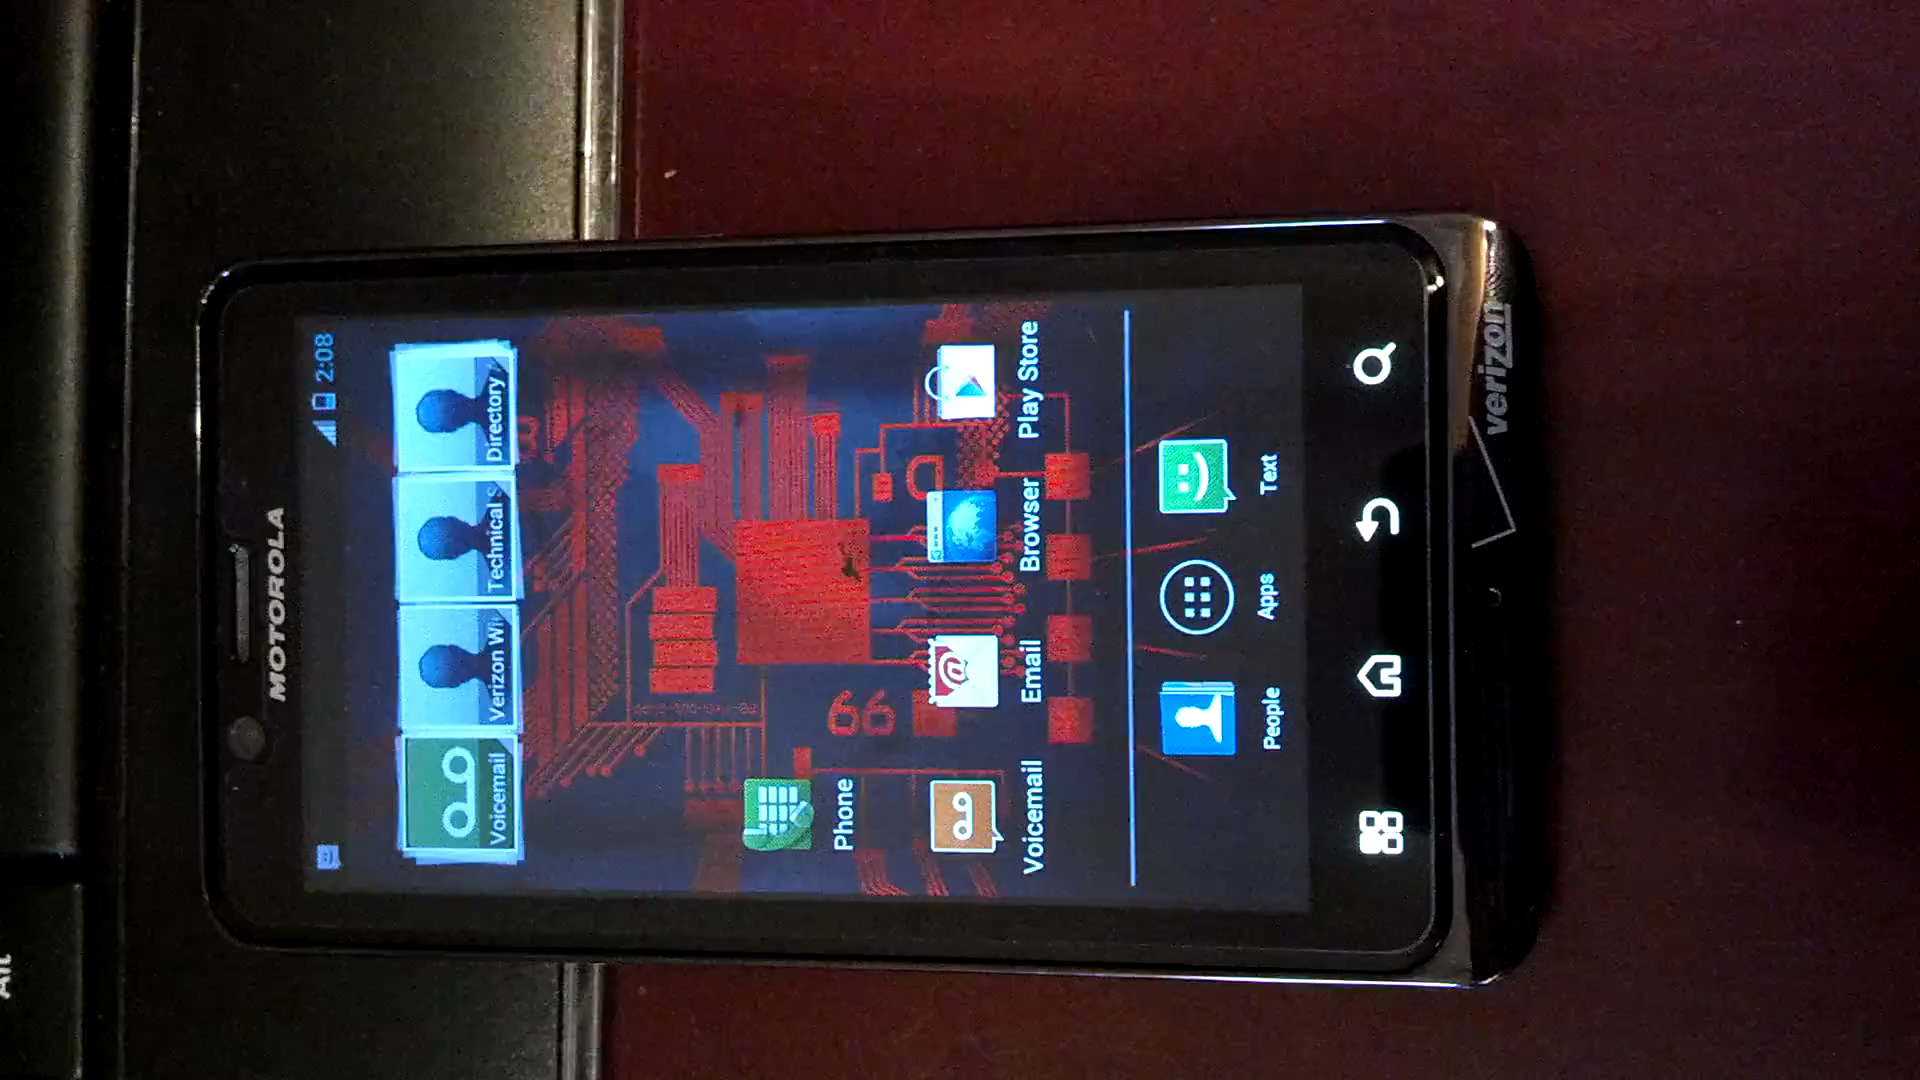 MOTOROLA
2:08
Voicemail Verizon Wi Technical S Directory
66
D
Phone
Voicemail Email Browser Play Store
People Apps Text
verizon
Alt